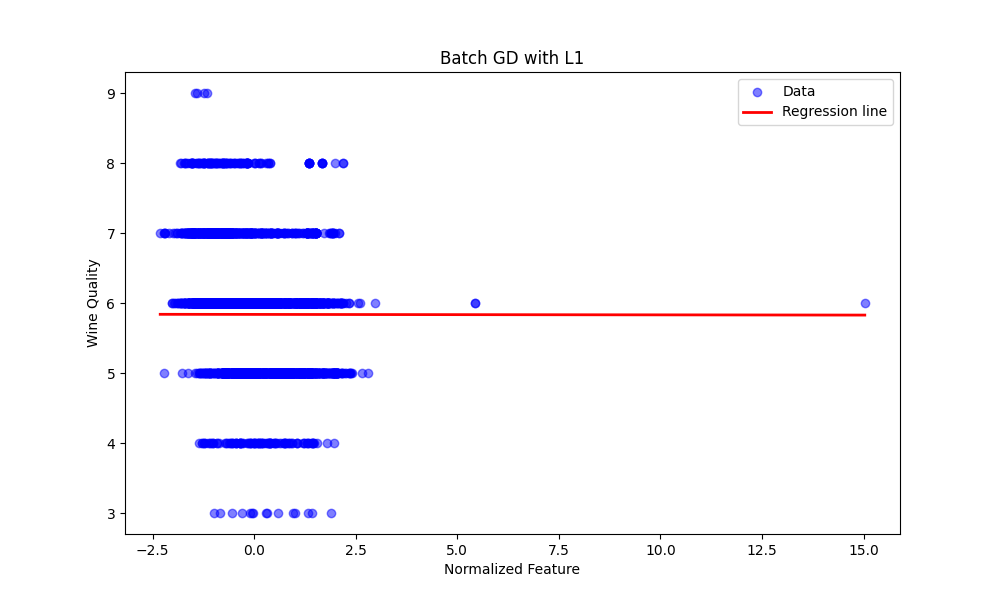 Batch GD with L1
Data
Regression line
9
8
7
6
5
4
3
Wine Quality
−2.5 0.0 2.5 5.0 7.5 10.0 12.5 15.0
Normalized Feature